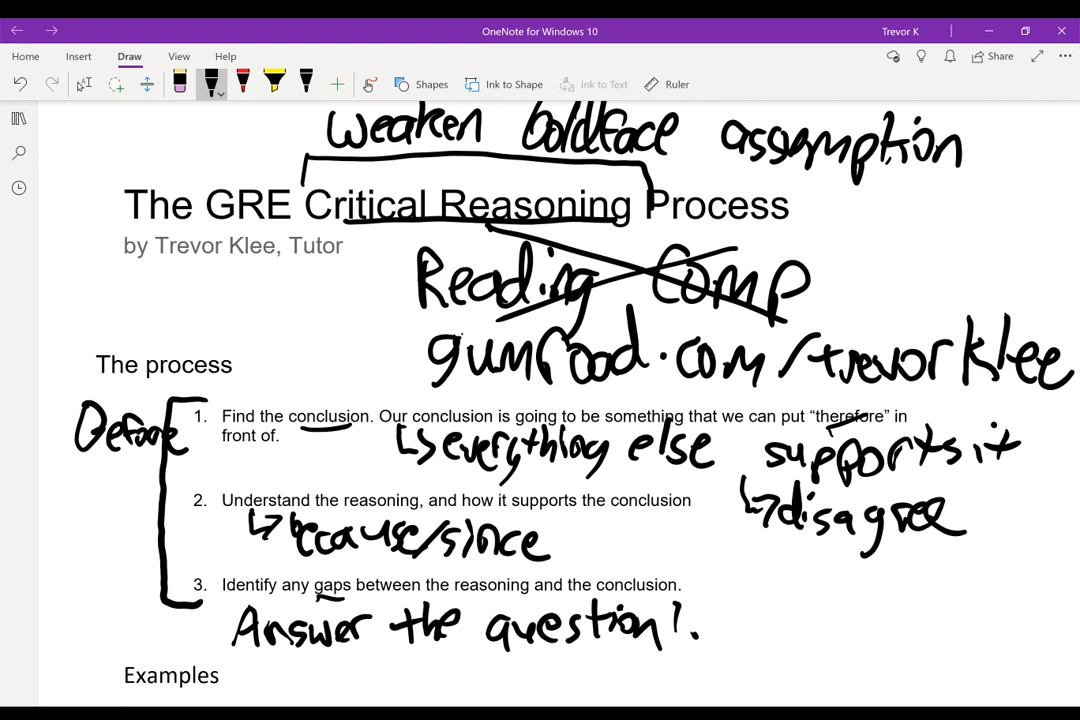 OneNote for Windows 10
Trevor K
Home Insert Draw View Help
Share
Shapes Ink to Shape Ink to Text Ruler
weaken boldface assumption
The GRE Critical Reasoning Process
by Trevor Klee, Tutor
Reading Comp
gumroad.com/trevorklee
The process
Before
1. Find the conclusion. Our conclusion is going to be something that we can put “therefore” in
front of.
everything else supports it
disagree
2. Understand the reasoning, and how it supports the conclusion
because/since
3. Identify any gaps between the reasoning and the conclusion.
Answer the question!
Examples